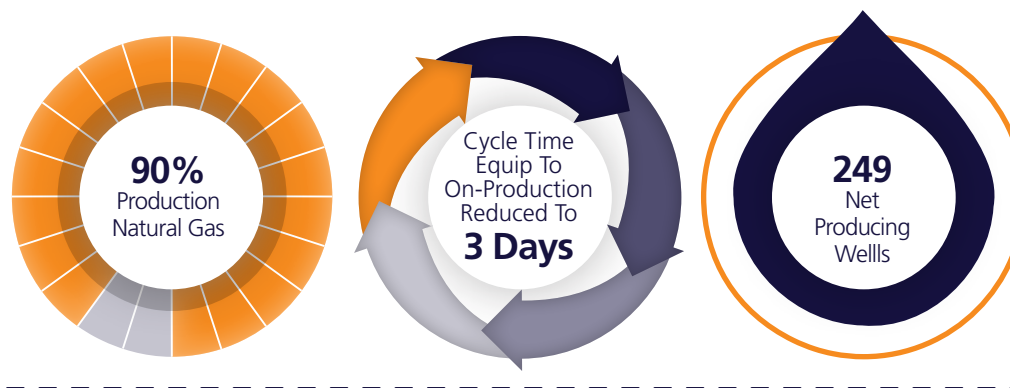 90%
Production
Natural Gas
Cycle Time
Equip To
On-Production
Reduced To
3 Days
249
Net
Producing
Wellls